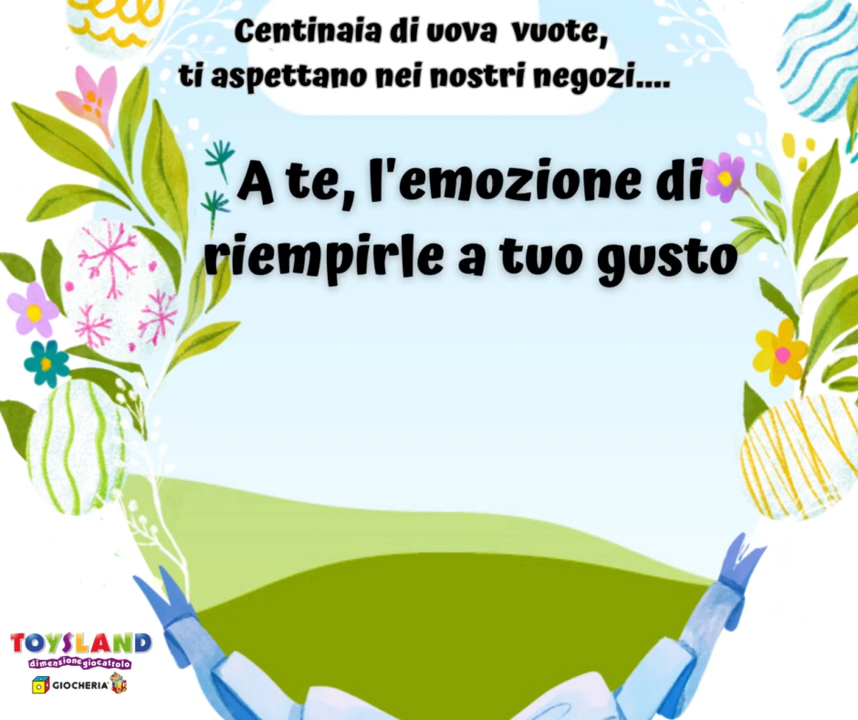 Centinaia di uova vuote,
ti aspettano nei nostri negozi....
A te, l'emozione di
riempirle a tuo gusto
TOYSLAND
dimensione giocattolo
GIOCHERIA